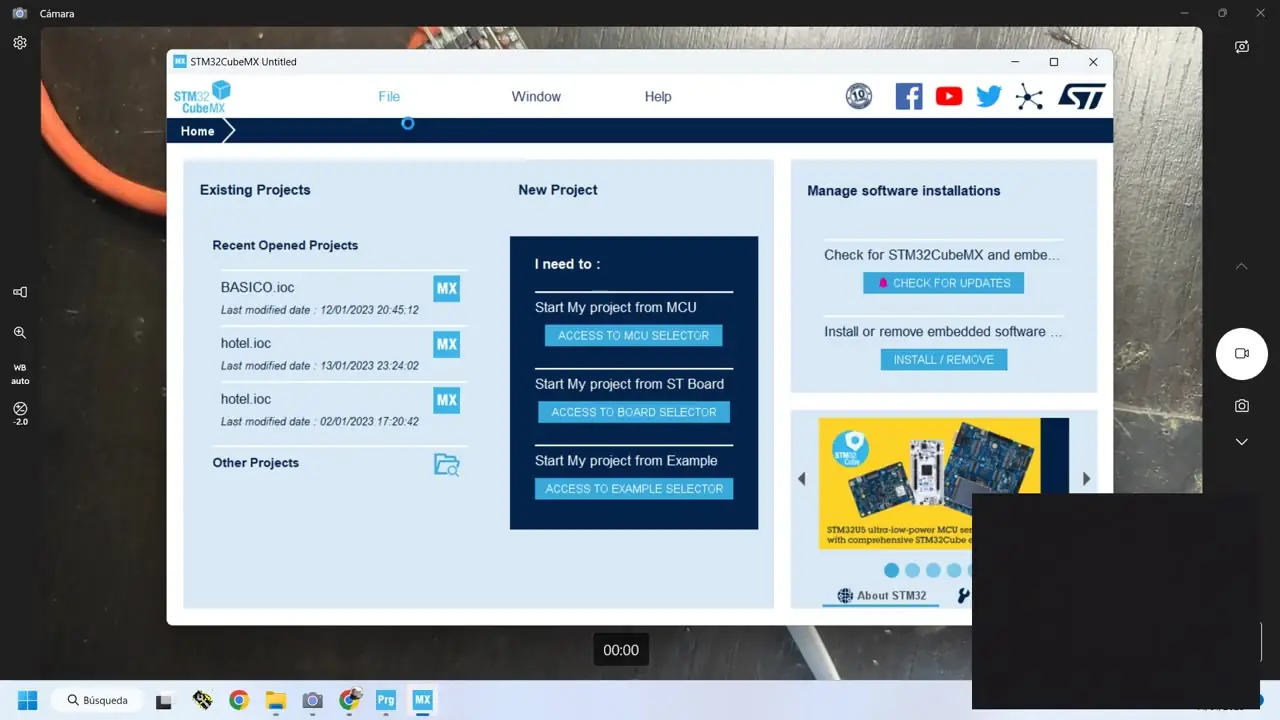 Cámara
STM32CubeMX Untitled
STM32
CubeMX
File
Window
Help
10
Home
Existing Projects
Recent Opened Projects
BASICO.ioc
MX
Last modified date : 12/01/2023 20:45:12
hotel.ioc
MX
Last modified date : 13/01/2023 23:24:02
hotel.ioc
MX
Last modified date : 02/01/2023 17:20:42
Other Projects
New Project
I need to :
Start My project from MCU
ACCESS TO MCU SELECTOR
Start My project from ST Board
ACCESS TO BOARD SELECTOR
Start My project from Example
ACCESS TO EXAMPLE SELECTOR
Manage software installations
Check for STM32CubeMX and embe...
CHECK FOR UPDATES
Install or remove embedded software ...
INSTALL / REMOVE
STM32
Cube
STM32U5 ultra-low-power MCU
with comprehensive STM32Cube
About STM32
WB
auto
-2.0
00:00
Búsqueda
Prg
MX